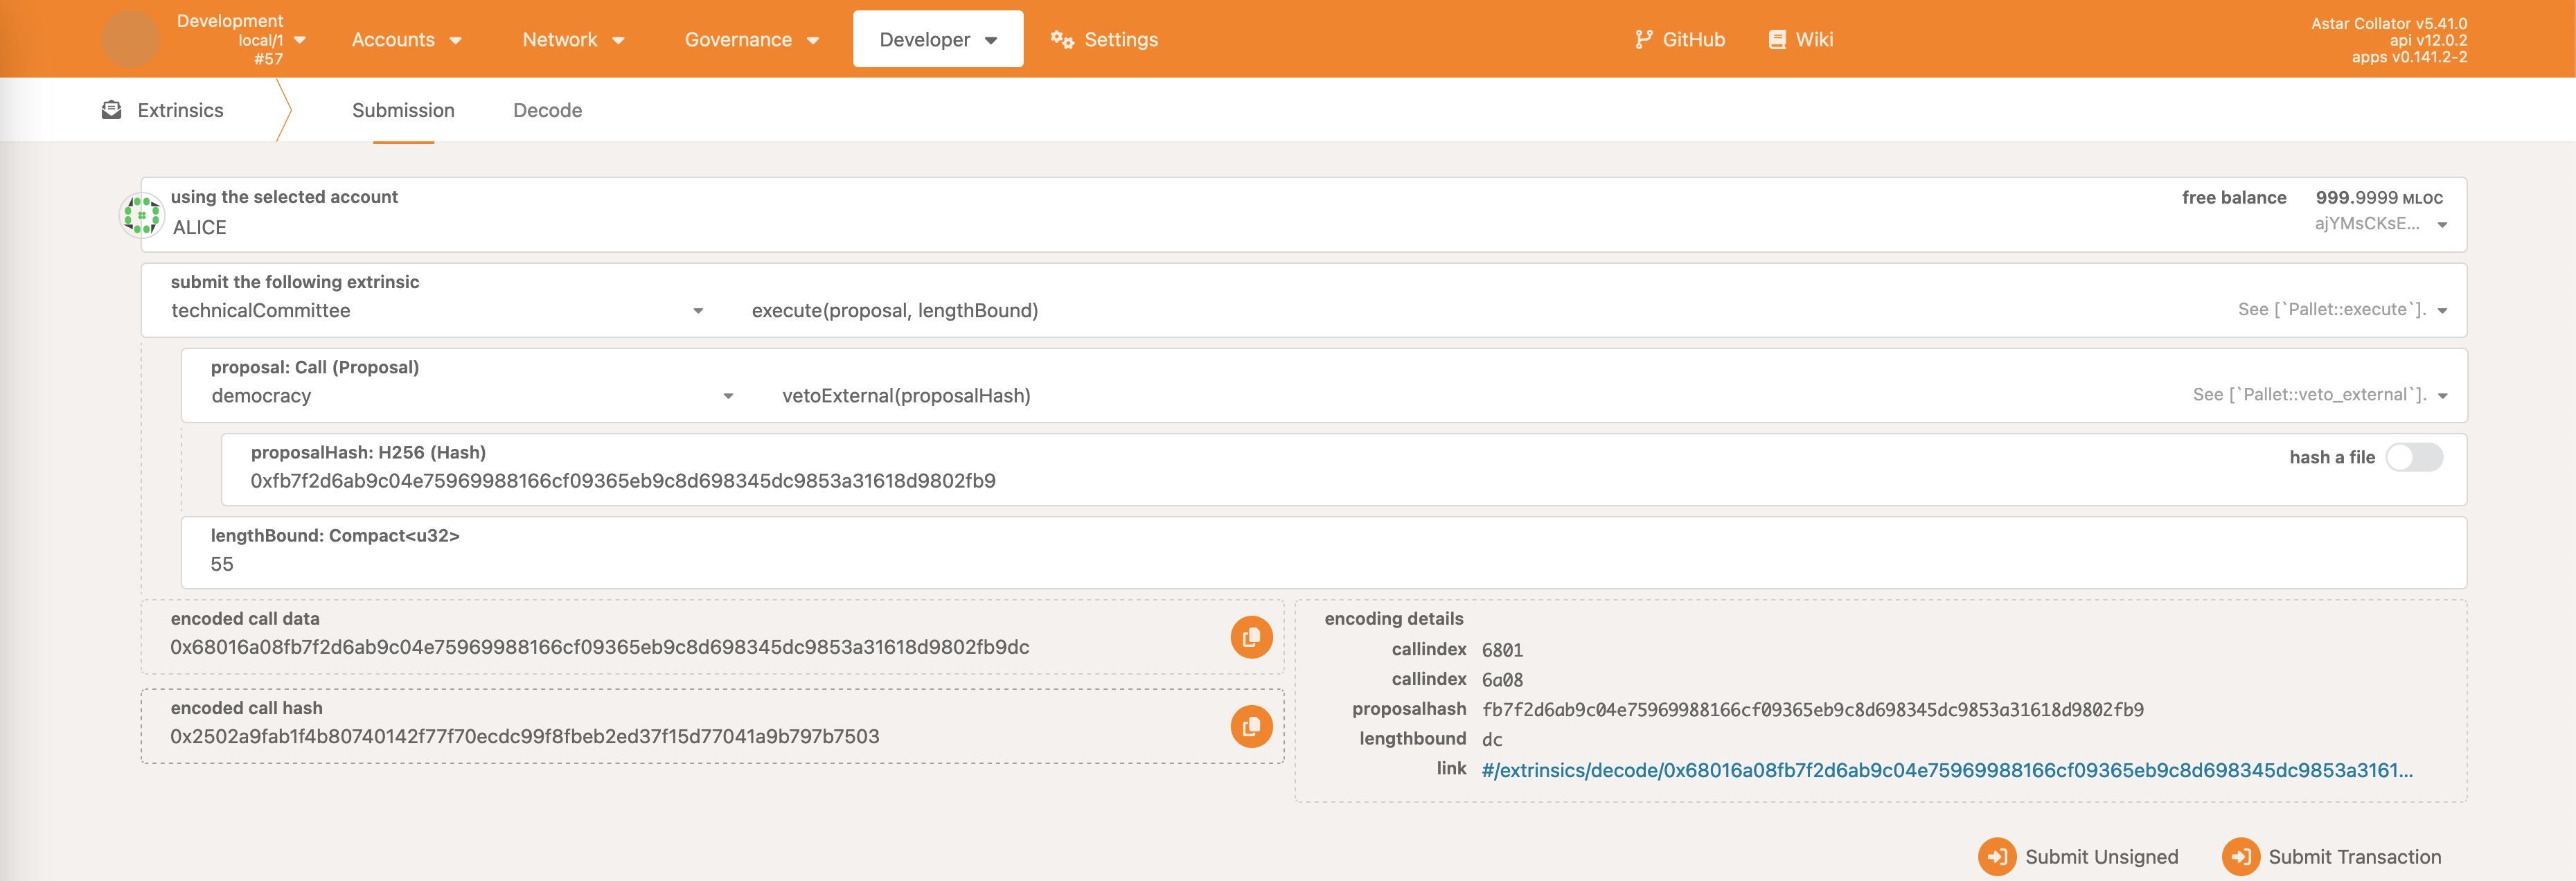 Development
local/1
#57
Accounts
Network
Governance
Developer
Settings
GitHub
Wiki
Astar Collator v5.41.0
api v12.0.2
apps v0.141.2-2
Extrinsics
Submission
Decode
using the selected account
ALICE
free balance 999.9999 MLOC
ajYMsCKsE...
submit the following extrinsic
technicalCommittee
execute(proposal, lengthBound)
See [`Pallet::execute`].
proposal: Call (Proposal)
democracy
vetoExternal(proposalHash)
See [`Pallet::veto_external`].
proposalHash: H256 (Hash)
0xfb7f2d6ab9c04e75969988166cf09365eb9c8d698345dc9853a31618d9802fb9
hash a file
lengthBound: Compact<u32>
55
encoded call data
0x68016a08fb7f2d6ab9c04e75969988166cf09365eb9c8d698345dc9853a31618d9802fb9dc
encoded call hash
0x2502a9fab1f4b80740142f77f70ecdc99f8fbeb2ed37f15d77041a9b797b7503
encoding details
callindex 6801
callindex 6a08
proposalhash fb7f2d6ab9c04e75969988166cf09365eb9c8d698345dc9853a31618d9802fb9
lengthbound dc
link #/extrinsics/decode/0x68016a08fb7f2d6ab9c04e75969988166cf09365eb9c8d698345dc9853a3161...
Submit Unsigned
Submit Transaction